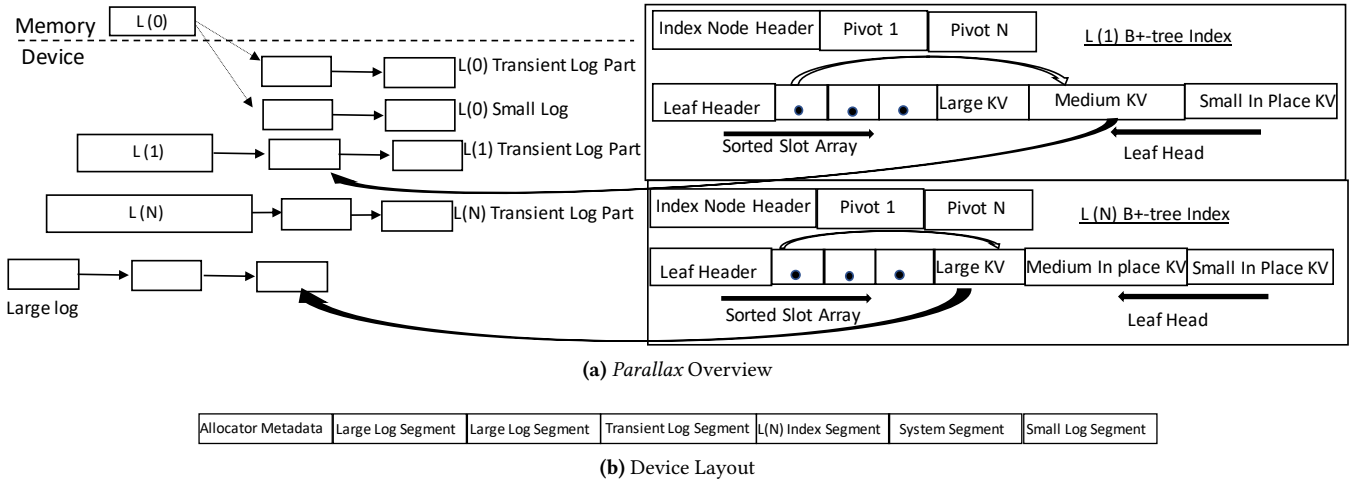 Memory
L (0)
Device
L(0) Transient Log Part
L(0) Small Log
L (1)
L(1) Transient Log Part
L (N)
L(N) Transient Log Part
Large log
Index Node Header Pivot 1 Pivot N
L (1) B+-tree Index
Leaf Header Large KV Medium KV Small In Place KV
Sorted Slot Array
Leaf Head
Index Node Header Pivot 1 Pivot N
L (N) B+-tree Index
Leaf Header Large KV Medium In place KV Small In Place KV
Sorted Slot Array
Leaf Head
(a) Parallax Overview
Allocator Metadata Large Log Segment Large Log Segment Transient Log Segment L(N) Index Segment System Segment Small Log Segment
(b) Device Layout